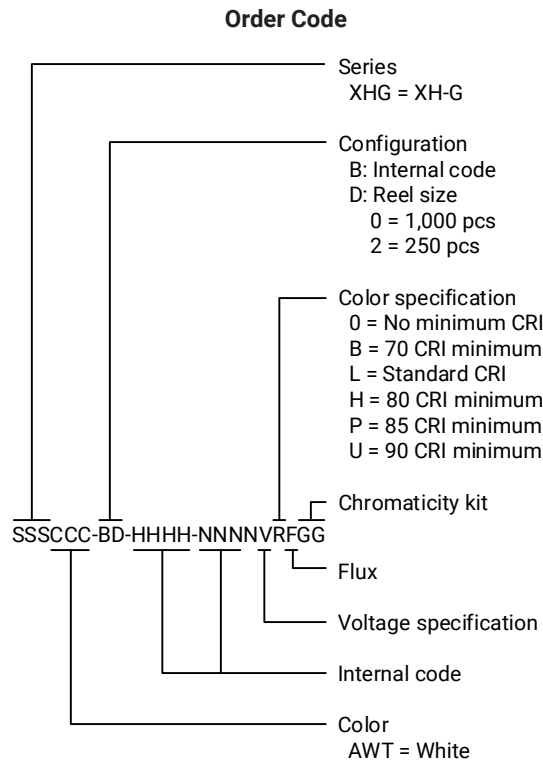 Order Code
Series
XHG = XH-G
Configuration
B: Internal code
D: Reel size
0 = 1,000 pcs
2 = 250 pcs
Color specification
0 = No minimum CRI
B = 70 CRI minimum
L = Standard CRI
H = 80 CRI minimum
P = 85 CRI minimum
U = 90 CRI minimum
Chromaticity kit
SSSCCC-BD-HHHH-NNNNVRFGG
Flux
Voltage specification
Internal code
Color
AWT = White